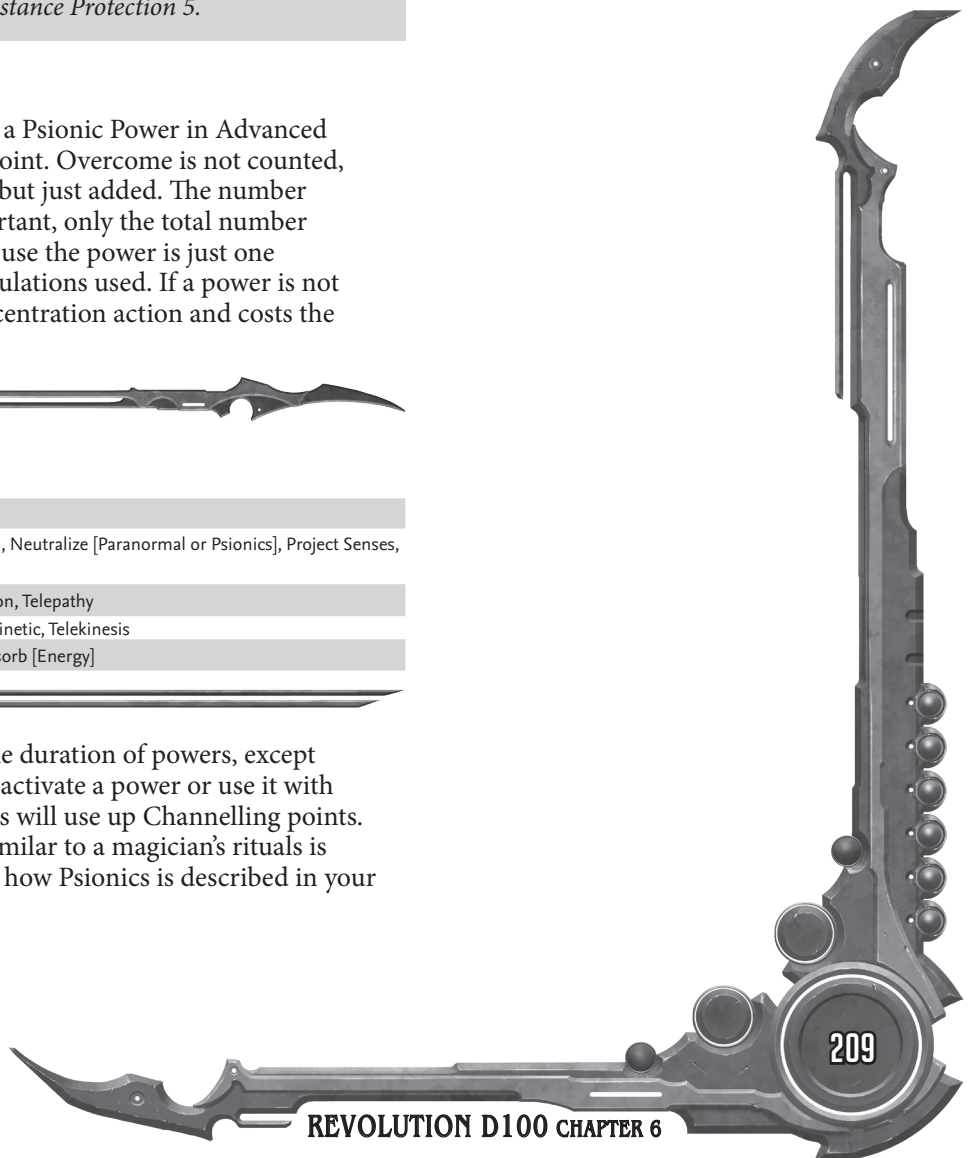 stance Protection 5.
a Psionic Power in Advanced
oint. Overcome is not counted,
but just added. The number
rtant, only the total number
use the power is just one
ulations used. If a power is not
centration action and costs the
, Neutralize [Paranormal or Psionics], Project Senses,
on, Telepathy
inetic, Telekinesis
sorb [Energy]
e duration of powers, except
activate a power or use it with
s will use up Channelling points.
milar to a magician’s rituals is
how Psionics is described in your
209
REVOLUTION D100 CHAPTER 6